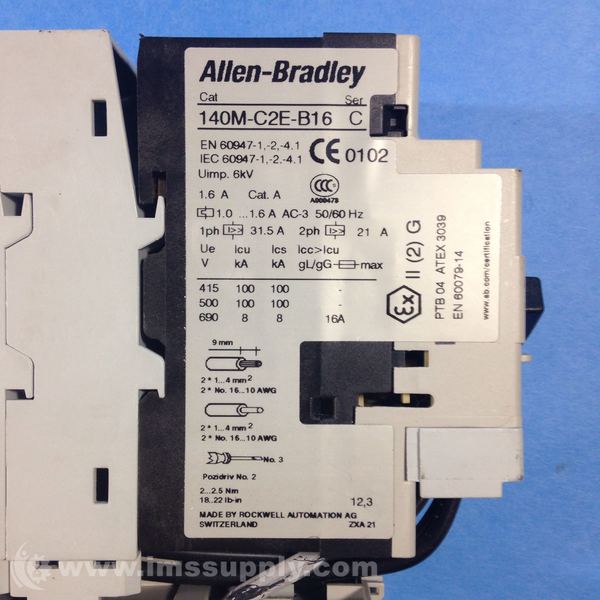 Allen-Bradley
Cat Ser
140M-C2E-B16 C
EN 60947-1,-2,-4.1
IEC 60947-1,-2,-4.1
CE 0102
Uimp. 6kV
CCC
1.6 A Cat. A
1.0 ...1.6 A AC-3 50/60 Hz
1ph 31.5 A 2ph 21 A
Ue Icu Ics Icc>Icu
V kA kA gL/gG max
415 100 100 -
500 100 100 -
690 8 8 16A
9 mm
2 * 1...4 mm²
2 * No. 16...10 AWG
2 * 1...4 mm²
2 * No. 16...10 AWG
No. 3
Pozidriv No. 2
2...2.5 Nm
18..22 lb-in
12,3
MADE BY ROCKWELL AUTOMATION AG
SWITZERLAND ZXA 21
Ex II (2) G
PTB 04 ATEX 3039
EN 60079-14
www.ab.com/certification
www.imssupply.com